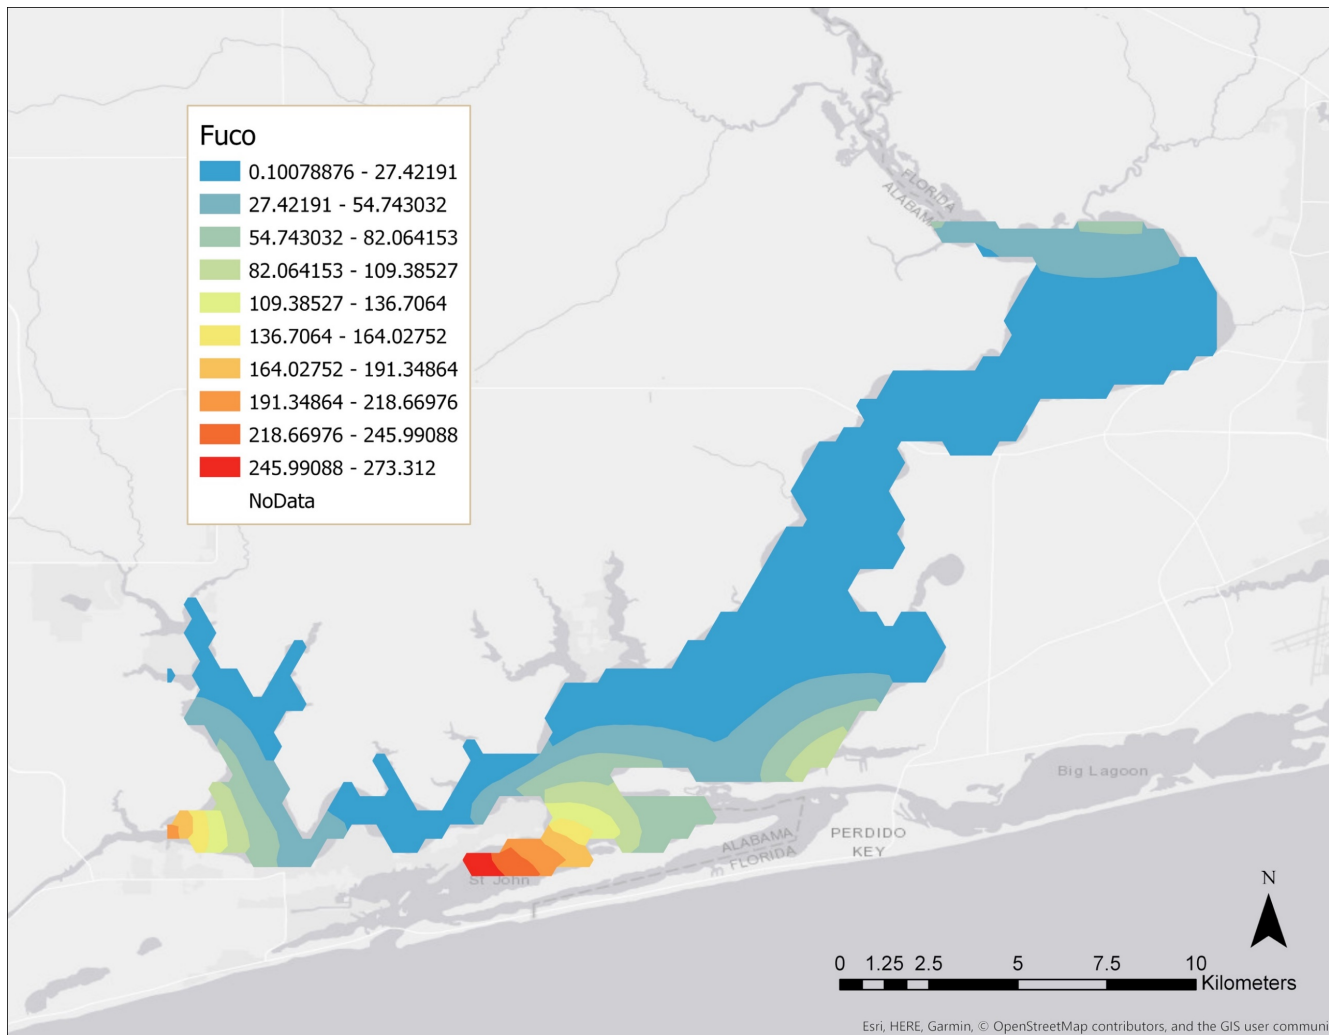 Fuco
0.10078876 - 27.42191
27.42191 - 54.743032
54.743032 - 82.064153
82.064153 - 109.38527
109.38527 - 136.7064
136.7064 - 164.02752
164.02752 - 191.34864
191.34864 - 218.66976
218.66976 - 245.99088
245.99088 - 273.312
NoData
FLORIDA
ALABAMA
Big Lagoon
ALABAMA
FLORIDA
PERDIDO
KEY
St John
N
0 1.25 2.5 5 7.5 10
Kilometers
Esri, HERE, Garmin, © OpenStreetMap contributors, and the GIS user communi